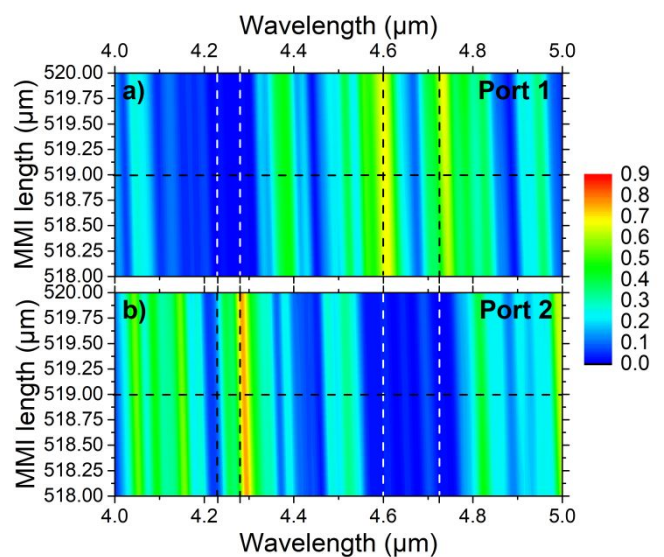 Wavelength (µm)
4.0 4.2 4.4 4.6 4.8 5.0
520.00
519.75
519.50
519.25
519.00
518.75
518.50
518.25
518.00
MMI length (µm)
a)
Port 1
520.00
519.75
519.50
519.25
519.00
518.75
518.50
518.25
518.00
MMI length (µm)
b)
Port 2
0.9
0.8
0.7
0.6
0.5
0.4
0.3
0.2
0.1
0.0
4.0 4.2 4.4 4.6 4.8 5.0
Wavelength (µm)